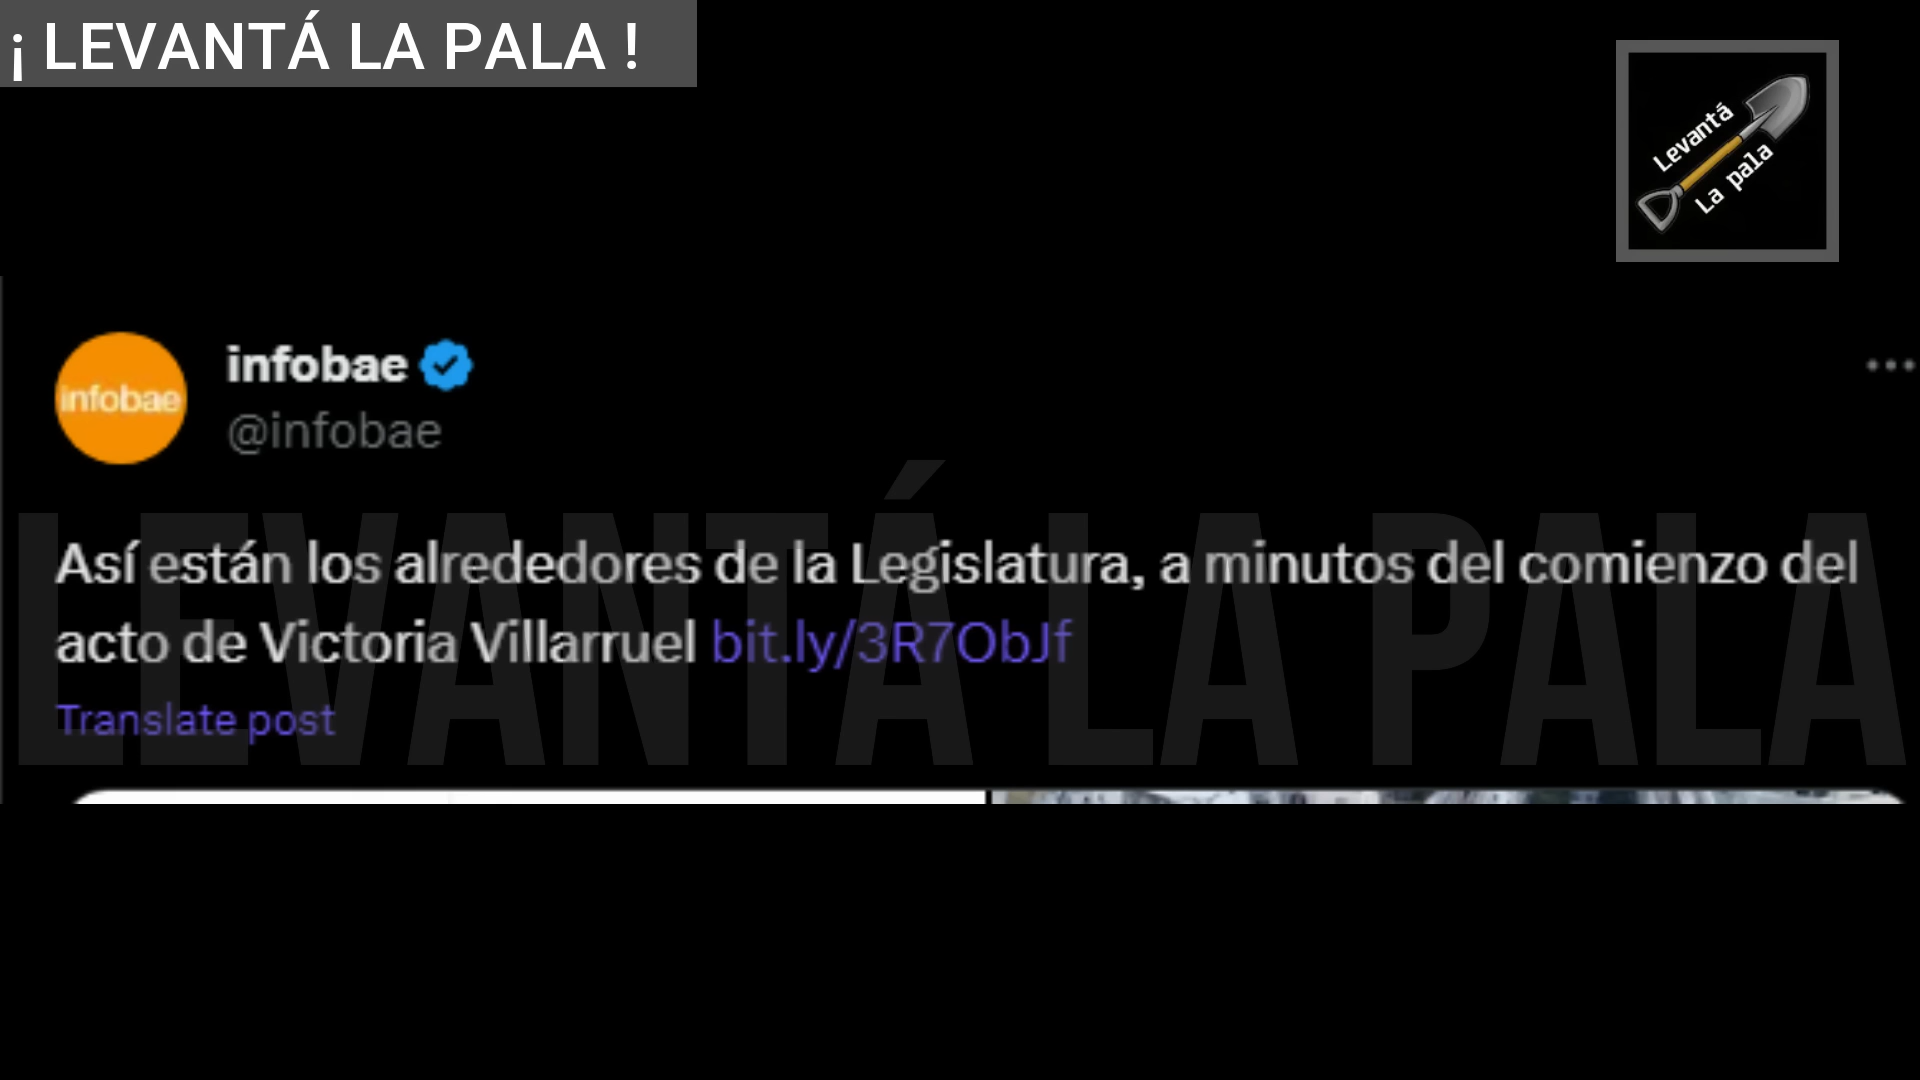 ¡ LEVANTÁ LA PALA !
Levantá
La pala
infobae
infobae
@infobae
Así están los alrededores de la Legislatura, a minutos del comienzo del
acto de Victoria Villarruel bit.ly/3R7ObJf
Translate post
LEVANTÁ LA PALA